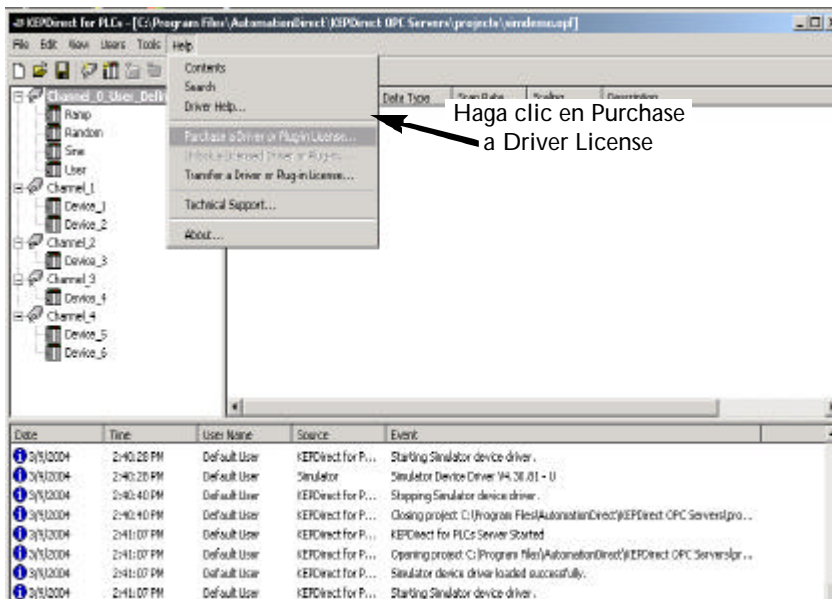 KEPDirect for PLCs - [C:\Program Files\AutomationDirect\KEPDirect OPC Servers\projects\simdemo.opf]
File Edit View Users Tools Help
Contents
Search
Driver Help...
Purchase a Driver or Plug-in License...
Unlock a Licensed Driver or Plug-in...
Transfer a Driver or Plug-in License...
Technical Support...
About...
Data Type Scan Rate Scaling Description
Haga clic en Purchase
a Driver License
Channel_0_User_Defi
Ramp
Random
Sine
User
Channel_1
Device_1
Device_2
Channel_2
Device_3
Channel_3
Device_4
Channel_4
Device_5
Device_6
Date Time User Name Source Event
3/9/2004 2:40:28 PM Default User KEPDirect for P... Starting Simulator device driver.
3/9/2004 2:40:28 PM Default User Simulator Simulator Device Driver V4.30.81 - U
3/9/2004 2:40:40 PM Default User KEPDirect for P... Stopping Simulator device driver.
3/9/2004 2:40:40 PM Default User KEPDirect for P... Closing project C:\Program Files\AutomationDirect\KEPDirect OPC Servers\pro...
3/9/2004 2:41:07 PM Default User KEPDirect for P... KEPDirect for PLCs Server Started
3/9/2004 2:41:07 PM Default User KEPDirect for P... Opening project C:\Program Files\AutomationDirect\KEPDirect OPC Servers\pr...
3/9/2004 2:41:07 PM Default User KEPDirect for P... Simulator device driver loaded successfully.
3/9/2004 2:41:07 PM Default User KEPDirect for P... Starting Simulator device driver.